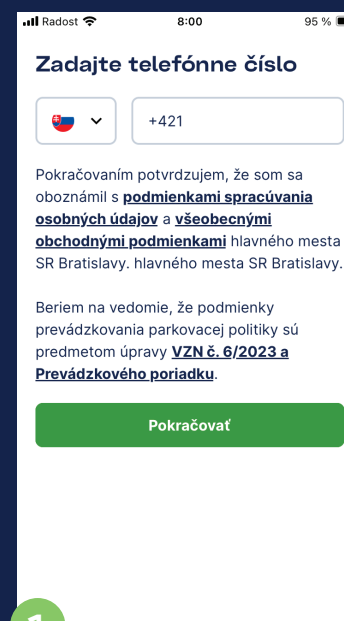 Radost 8:00 95 %
Zadajte telefónne číslo
+421
Pokračovaním potvrdzujem, že som sa
oboznámil s podmienkami spracúvania
osobných údajov a všeobecnými
obchodnými podmienkami hlavného mesta
SR Bratislavy. hlavného mesta SR Bratislavy.
Beriem na vedomie, že podmienky
prevádzkovania parkovacej politiky sú
predmetom úpravy VZN č. 6/2023 a
Prevádzkového poriadku.
Pokračovať